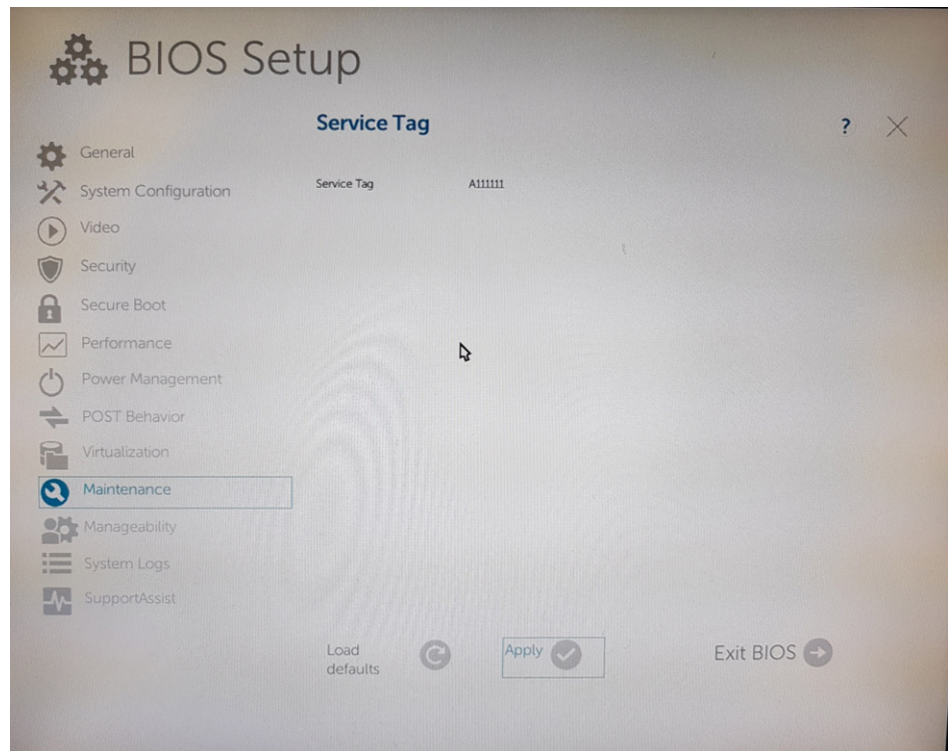 BIOS Setup
Service Tag
?
General
System Configuration
Service Tag A111111
Video
Security
Secure Boot
Performance
Power Management
POST Behavior
Virtualization
Maintenance
Manageability
System Logs
SupportAssist
Load
defaults
Apply
Exit BIOS